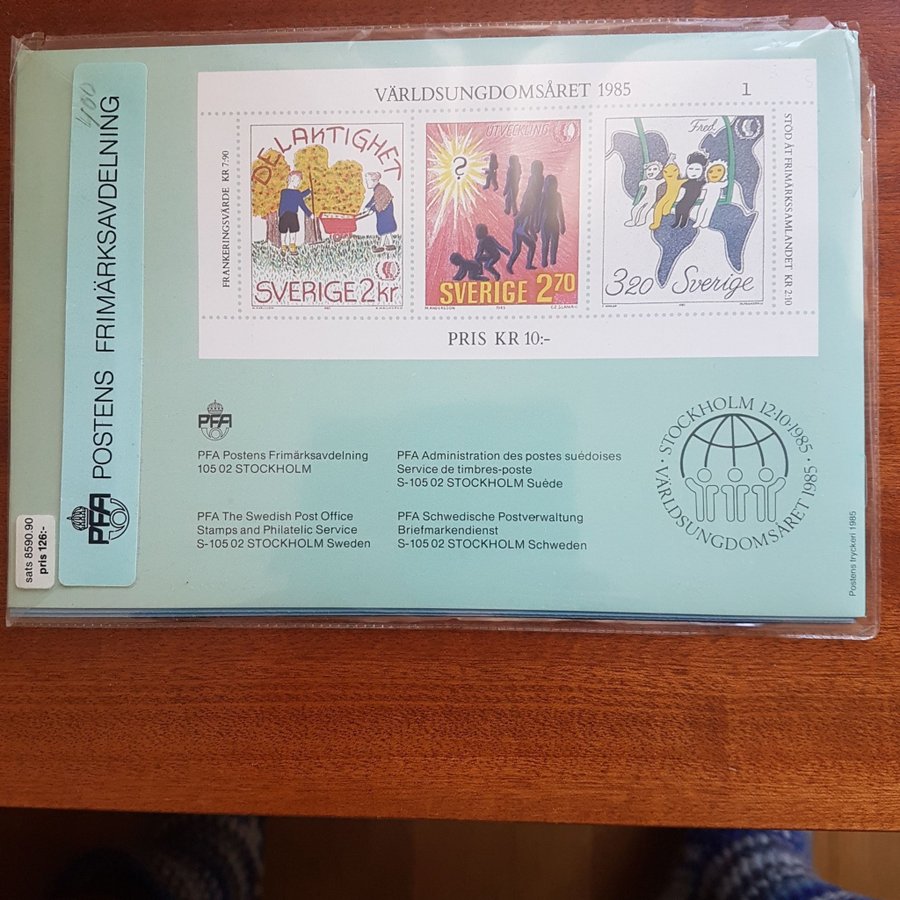 400
POSTENS FRIMÄRKSAVDELNING
PFA
sats 8590.90
pris 126:-
VÄRLDSUNGDOMSÅRET 1985
1
FRANKERINGSVÄRDE KR 7:90
DELAKTIGHET
SVERIGE 2kr
UTVECKLING
?
SVERIGE 2.70
Fred
3.20 Sverige
STÖD ÅT FRIMÄRKSSAMLANDET KR 2:10
PRIS KR 10:-
PFA
PFA Postens Frimärksavdelning
105 02 STOCKHOLM
PFA Administration des postes suédoises
Service de timbres-poste
S-105 02 STOCKHOLM Suéde
PFA The Swedish Post Office
Stamps and Philatelic Service
S-105 02 STOCKHOLM Sweden
PFA Schwedische Postverwaltung
Briefmarkendienst
S-105 02 STOCKHOLM Schweden
STOCKHOLM 12·10·1985
VÄRLDSUNGDOMSÅRET 1985
Postens tryckeri 1985